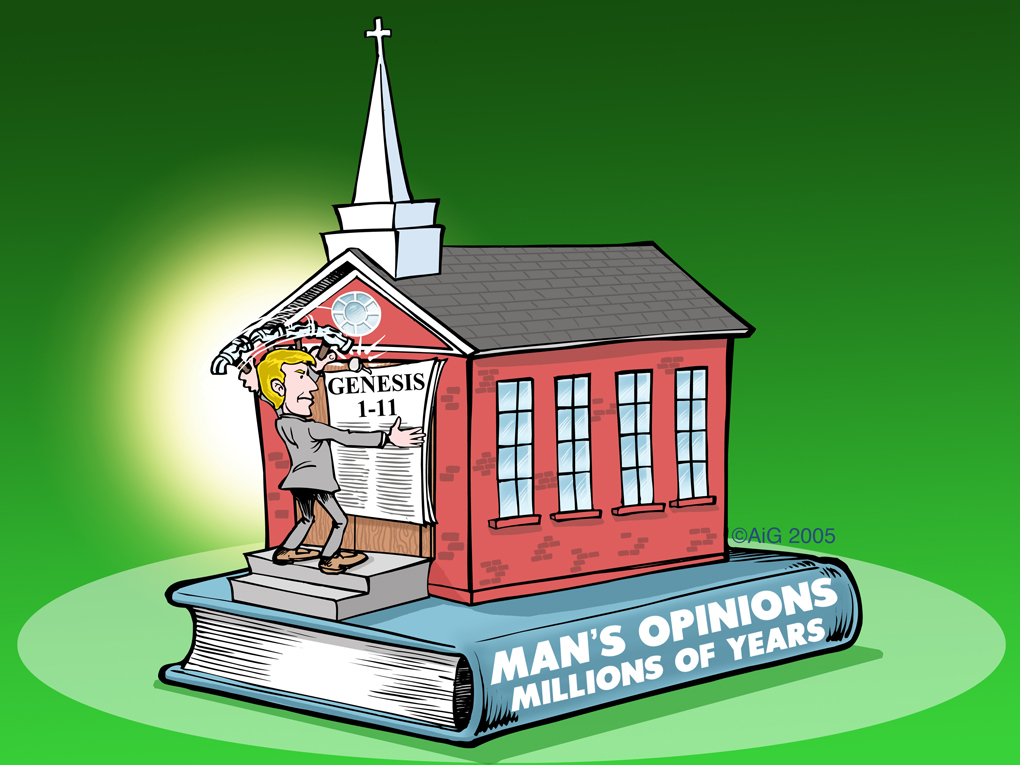 GENESIS
1-11
©AiG 2005
MAN'S OPINIONS
MILLIONS OF YEARS